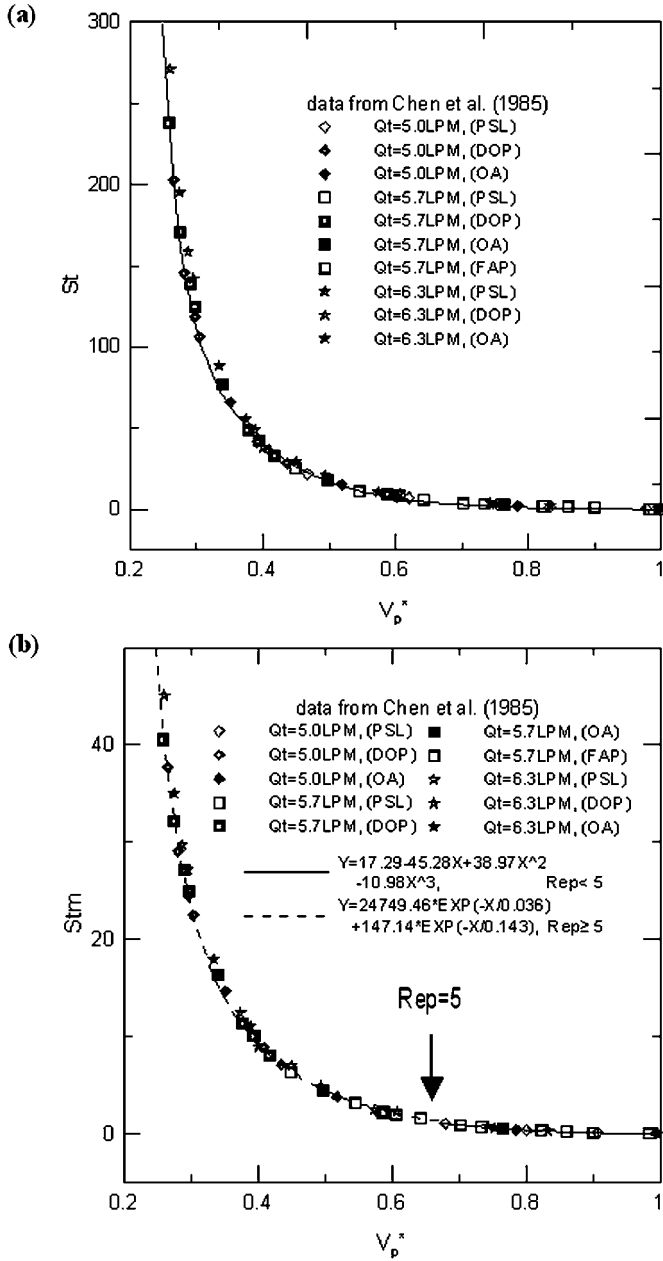 (a)
300
200
100
0
St
data from Chen et al. (1985)
Qt=5.0LPM, (PSL)
Qt=5.0LPM, (DOP)
Qt=5.0LPM, (OA)
Qt=5.7LPM, (PSL)
Qt=5.7LPM, (DOP)
Qt=5.7LPM, (OA)
Qt=5.7LPM, (FAP)
Qt=6.3LPM, (PSL)
Qt=6.3LPM, (DOP)
Qt=6.3LPM, (OA)
0.2 0.4 0.6 0.8 1
Vp*
(b)
40
20
0
Stm
data from Chen et al. (1985)
Qt=5.0LPM, (PSL) Qt=5.7LPM, (OA)
Qt=5.0LPM, (DOP) Qt=5.7LPM, (FAP)
Qt=5.0LPM, (OA) Qt=6.3LPM, (PSL)
Qt=5.7LPM, (PSL) Qt=6.3LPM, (DOP)
Qt=5.7LPM, (DOP) Qt=6.3LPM, (OA)
Y=17.29-45.28X+38.97X^2
-10.98X^3, Rep< 5
Y=24749.46*EXP(-X/0.036)
+147.14*EXP(-X/0.143), Rep≥ 5
Rep=5
0.2 0.4 0.6 0.8 1
Vp*